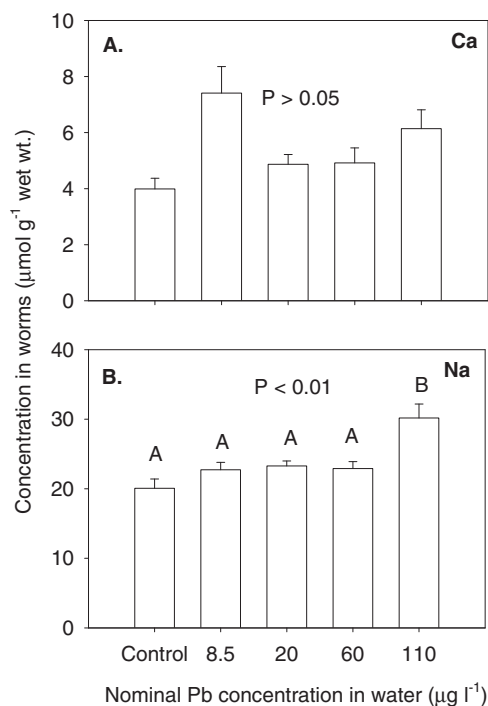 10
A.
Ca
8
P > 0.05
6
4
2
0
Concentration in worms (μmol g⁻¹ wet wt.)
40
B.
Na
P < 0.01
B
30
A
A
A
A
20
10
0
Control 8.5 20 60 110
Nominal Pb concentration in water (μg l⁻¹)